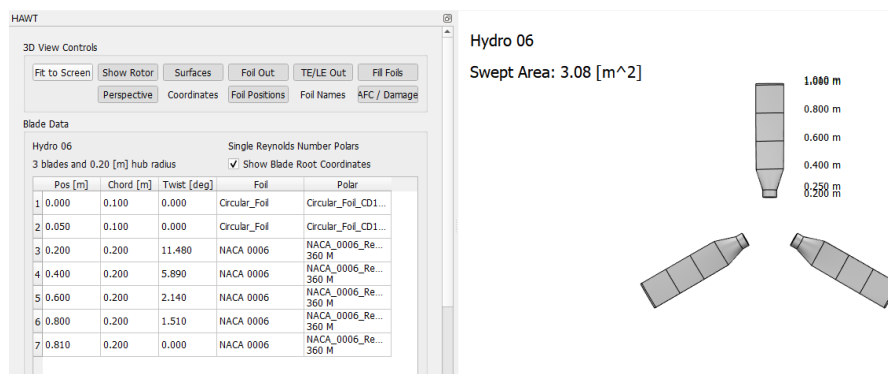 HAWT
3D View Controls
Fit to Screen Show Rotor Surfaces Foil Out TE/LE Out Fill Foils
Perspective Coordinates Foil Positions Foil Names AFC / Damage
Blade Data
Hydro 06 Single Reynolds Number Polars
3 blades and 0.20 [m] hub radius Show Blade Root Coordinates
Pos [m] Chord [m] Twist [deg] Foil Polar
1 0.000 0.100 0.000 Circular_Foil Circular_Foil_CD1...
2 0.050 0.100 0.000 Circular_Foil Circular_Foil_CD1...
3 0.200 0.200 11.480 NACA 0006 NACA_0006_Re...
360 M
4 0.400 0.200 5.890 NACA 0006 NACA_0006_Re...
360 M
5 0.600 0.200 2.140 NACA 0006 NACA_0006_Re...
360 M
6 0.800 0.200 1.510 NACA 0006 NACA_0006_Re...
360 M
7 0.810 0.200 0.000 NACA 0006 NACA_0006_Re...
360 M
Hydro 06
Swept Area: 3.08 [m^2]
0.800 m
0.600 m
0.400 m
0.250 m
0.200 m